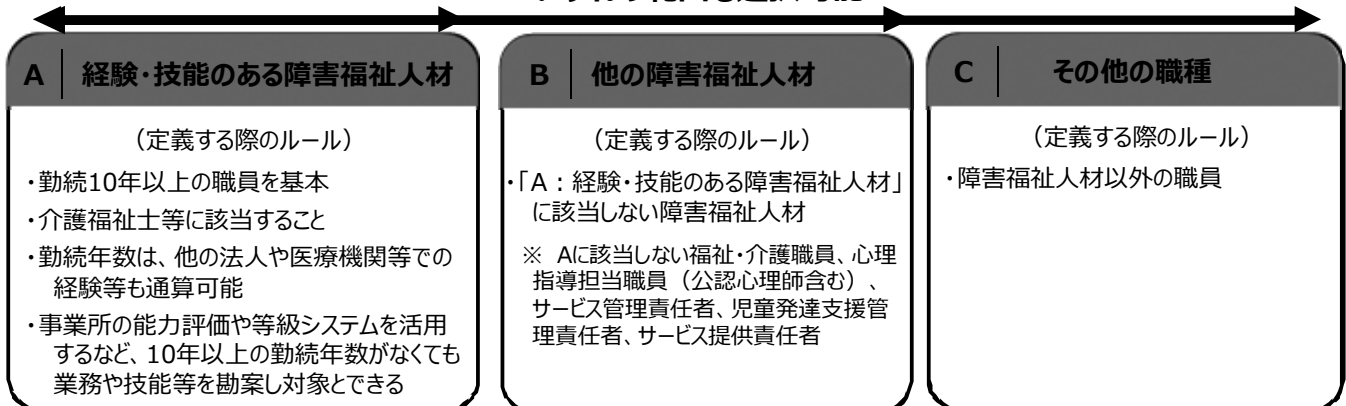 A 経験・技能のある障害福祉人材
(定義する際のルール)
・勤続10年以上の職員を基本
・介護福祉士等に該当すること
・勤続年数は、他の法人や医療機関等での
経験等も通算可能
・事業所の能力評価や等級システムを活用
するなど、10年以上の勤続年数がなくても
業務や技能等を勘案し対象とできる
B 他の障害福祉人材
(定義する際のルール)
・「A:経験・技能のある障害福祉人材」
に該当しない障害福祉人材
※ Aに該当しない福祉・介護職員、心理
指導担当職員(公認心理師含む)、
サービス管理責任者、児童発達支援管
理責任者、サービス提供責任者
C その他の職種
(定義する際のルール)
・障害福祉人材以外の職員